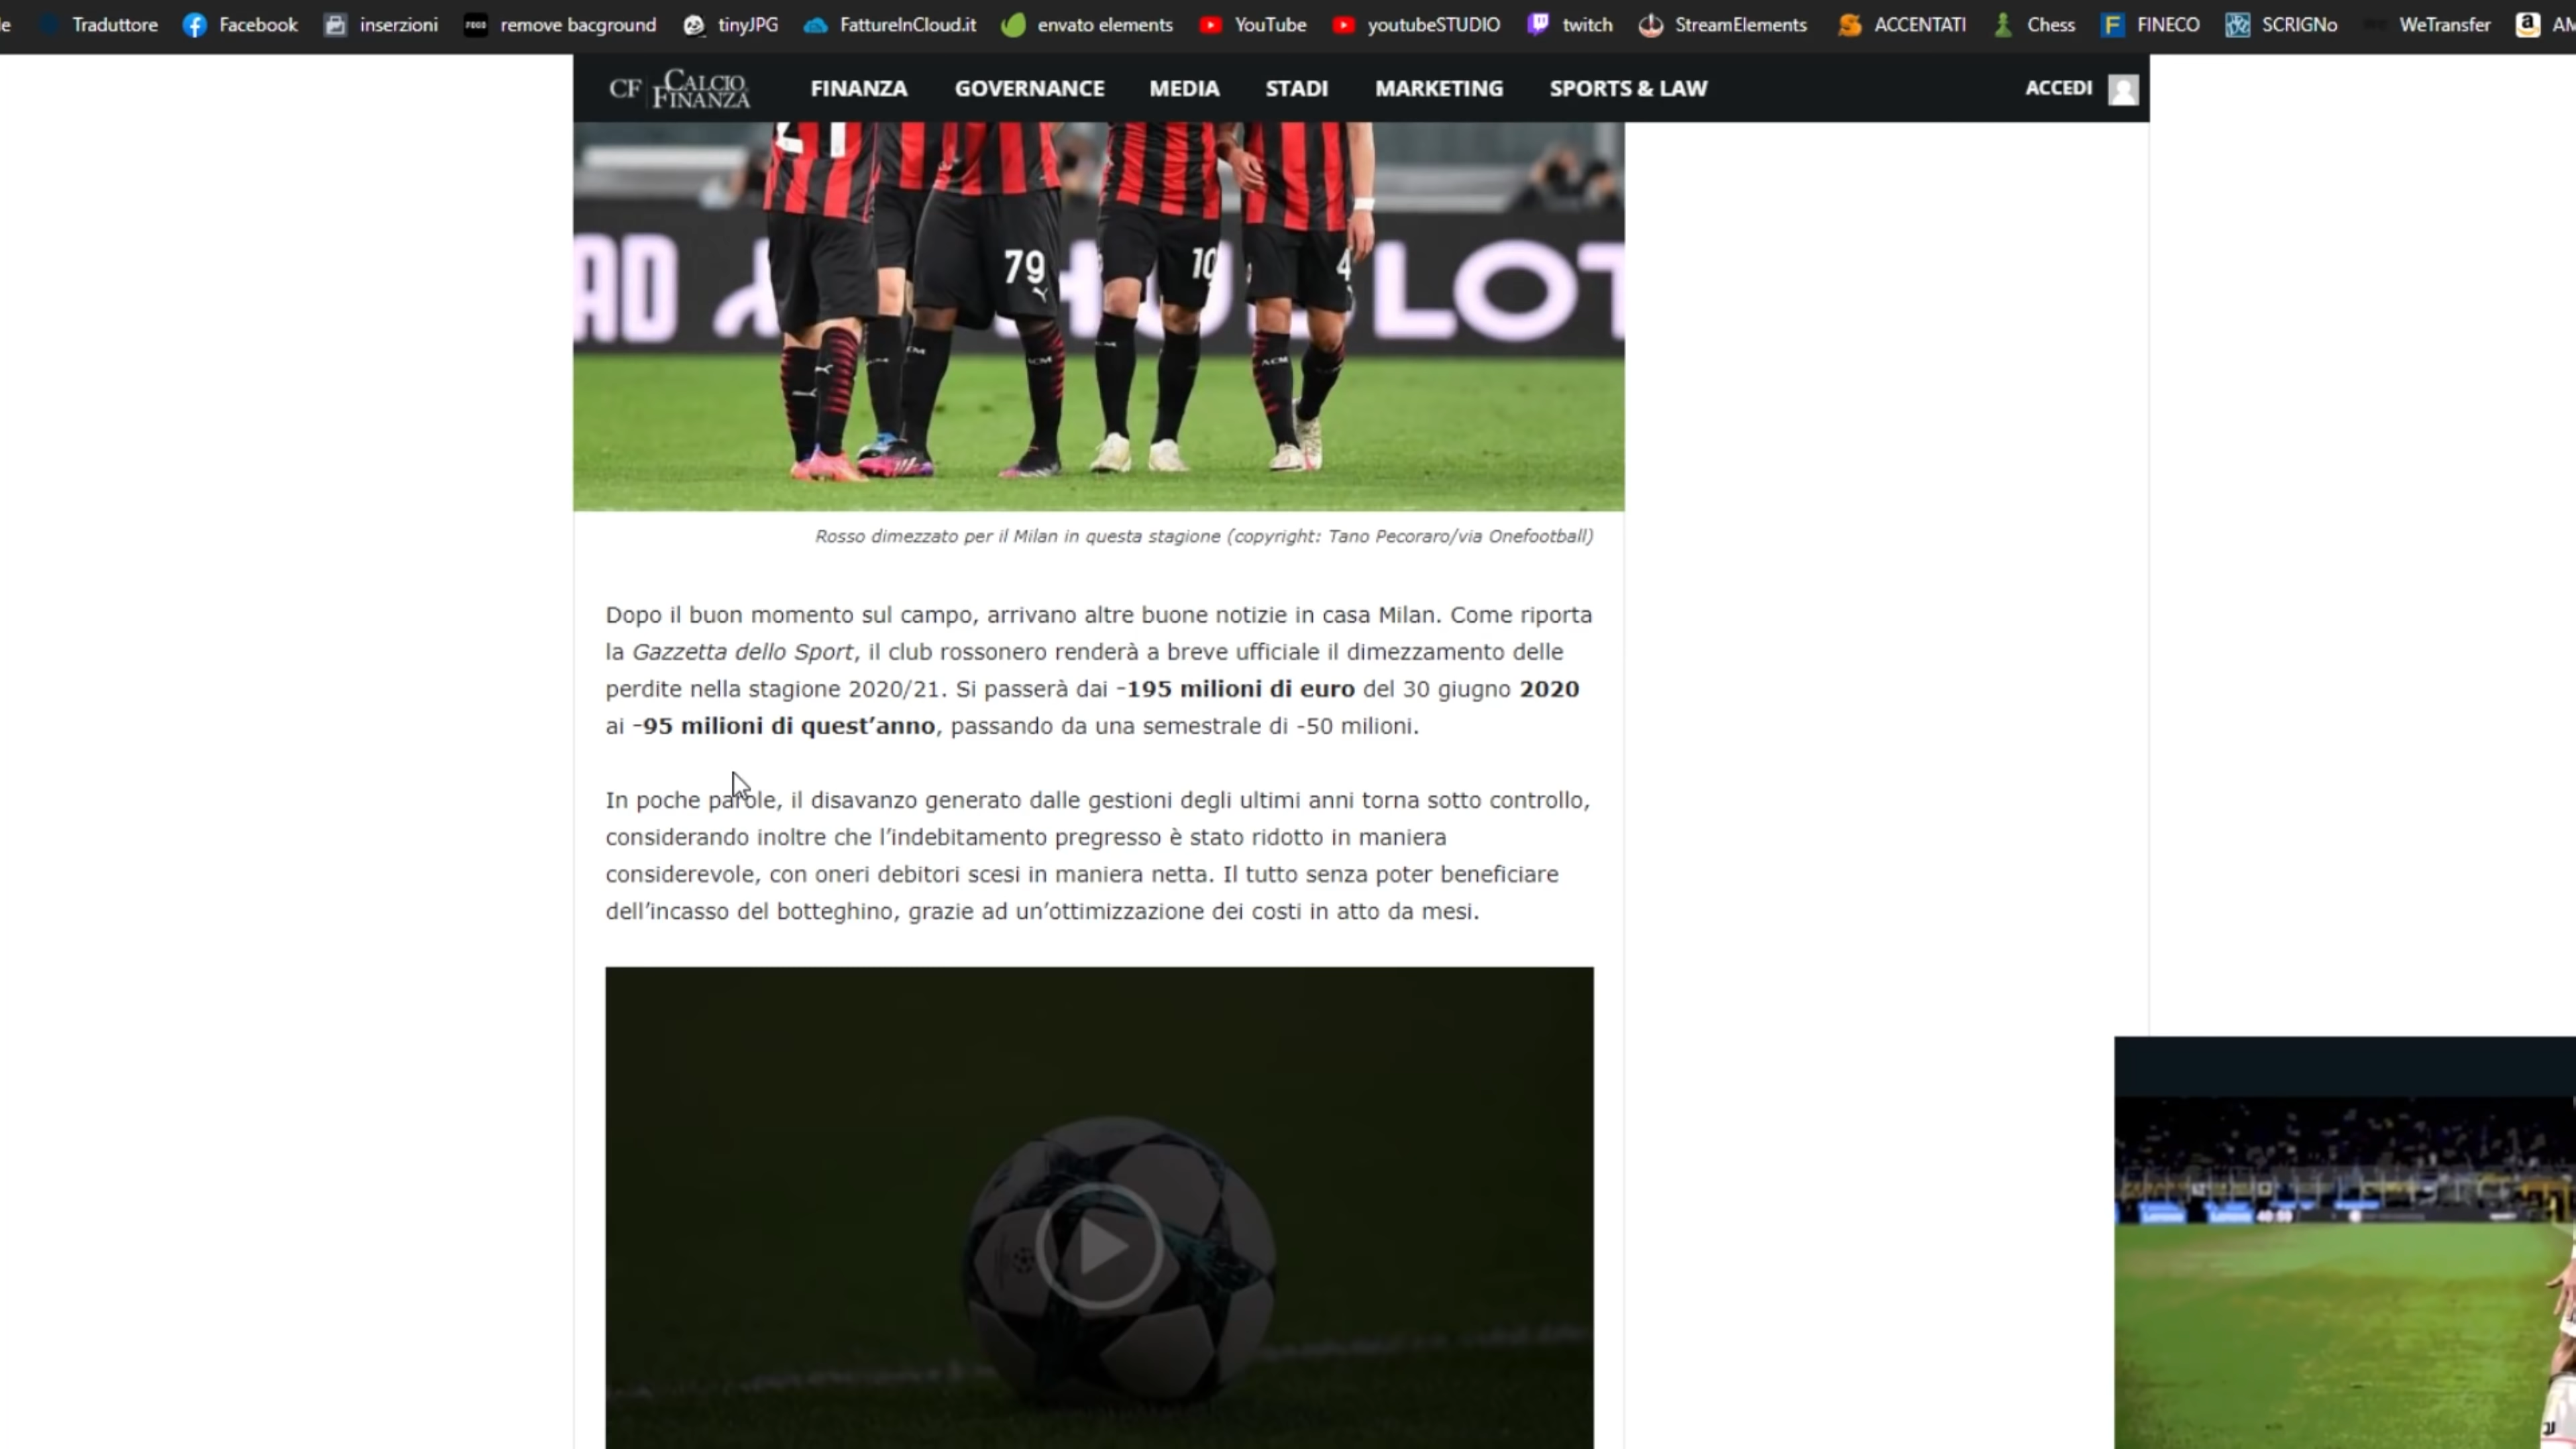 Traduttore Facebook inserzioni remove bacground tinyJPG FattureInCloud.it envato elements YouTube youtubeSTUDIO twitch StreamElements ACCENTATI Chess FINECO SCRIGNo WeTransfer
CF CALCIO FINANZA FINANZA GOVERNANCE MEDIA STADI MARKETING SPORTS & LAW ACCEDI
79 10 4
Rosso dimezzato per il Milan in questa stagione (copyright: Tano Pecoraro/via Onefootball)
Dopo il buon momento sul campo, arrivano altre buone notizie in casa Milan. Come riporta
la Gazzetta dello Sport, il club rossonero renderà a breve ufficiale il dimezzamento delle
perdite nella stagione 2020/21. Si passerà dai -195 milioni di euro del 30 giugno 2020
ai -95 milioni di quest’anno, passando da una semestrale di -50 milioni.
In poche parole, il disavanzo generato dalle gestioni degli ultimi anni torna sotto controllo,
considerando inoltre che l’indebitamento pregresso è stato ridotto in maniera
considerevole, con oneri debitori scesi in maniera netta. Il tutto senza poter beneficiare
dell’incasso del botteghino, grazie ad un’ottimizzazione dei costi in atto da mesi.